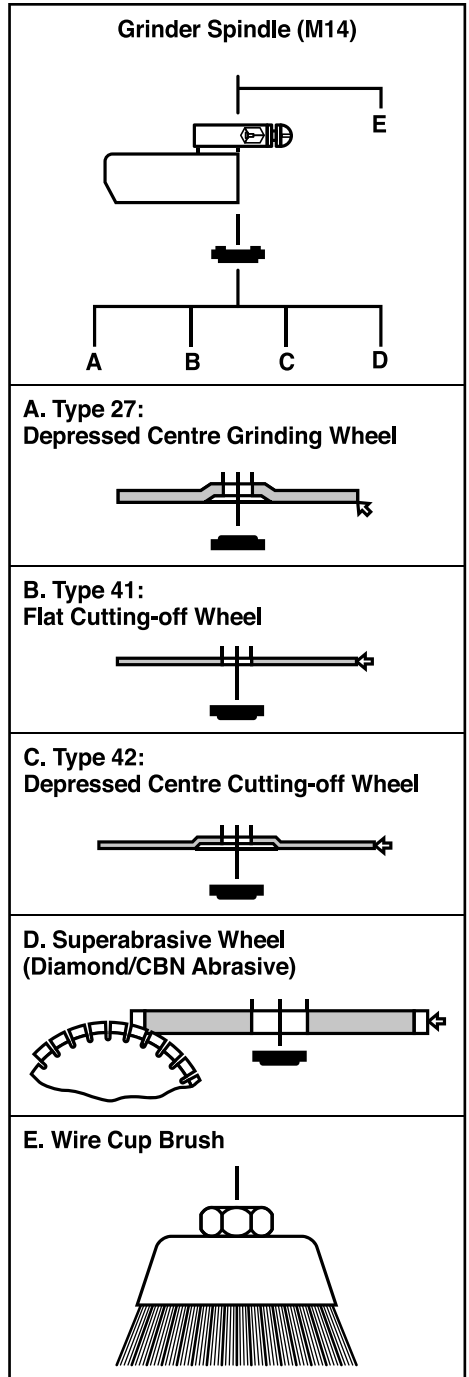 Grinder Spindle (M14)
E
A B C D
A. Type 27:
Depressed Centre Grinding Wheel
B. Type 41:
Flat Cutting-off Wheel
C. Type 42:
Depressed Centre Cutting-off Wheel
D. Superabrasive Wheel
(Diamond/CBN Abrasive)
E. Wire Cup Brush